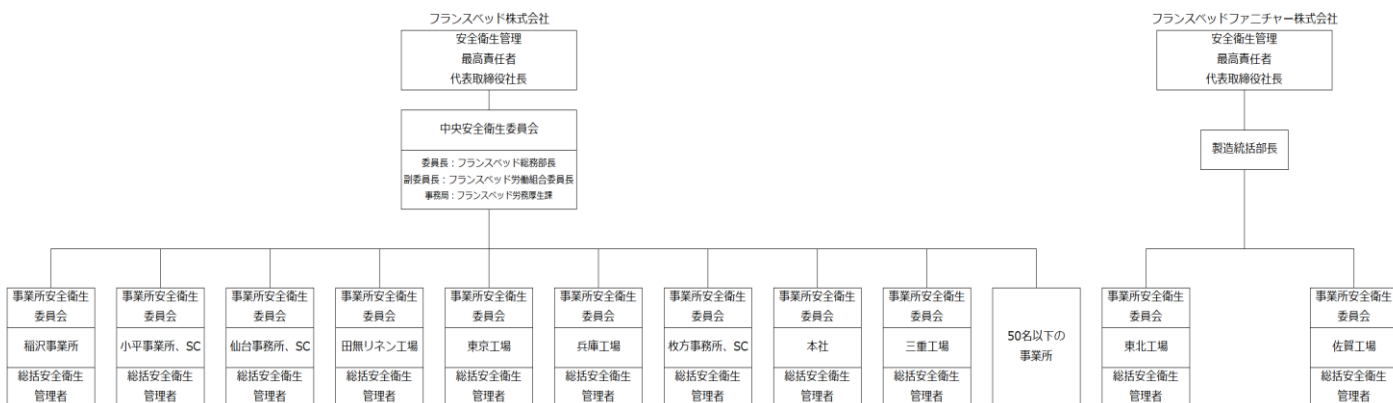 フランスベッド株式会社
安全衛生管理
最高責任者
代表取締役社長
中央安全衛生委員会
委員長：フランスベッド総務部長
副委員長：フランスベッド労働組合委員長
事務局：フランスベッド労務厚生課
事業所安全衛生
委員会
稲沢事業所
総括安全衛生
管理者
事業所安全衛生
委員会
小平事業所、SC
総括安全衛生
管理者
事業所安全衛生
委員会
仙台事務所、SC
総括安全衛生
管理者
事業所安全衛生
委員会
田無リネン工場
総括安全衛生
管理者
事業所安全衛生
委員会
東京工場
総括安全衛生
管理者
事業所安全衛生
委員会
兵庫工場
総括安全衛生
管理者
事業所安全衛生
委員会
枚方事務所、SC
総括安全衛生
管理者
事業所安全衛生
委員会
本社
総括安全衛生
管理者
事業所安全衛生
委員会
三重工場
総括安全衛生
管理者
50名以下の
事業所
フランスベッドファニチャー株式会社
安全衛生管理
最高責任者
代表取締役社長
製造統括部長
事業所安全衛生
委員会
東北工場
総括安全衛生
管理者
事業所安全衛生
委員会
佐賀工場
総括安全衛生
管理者